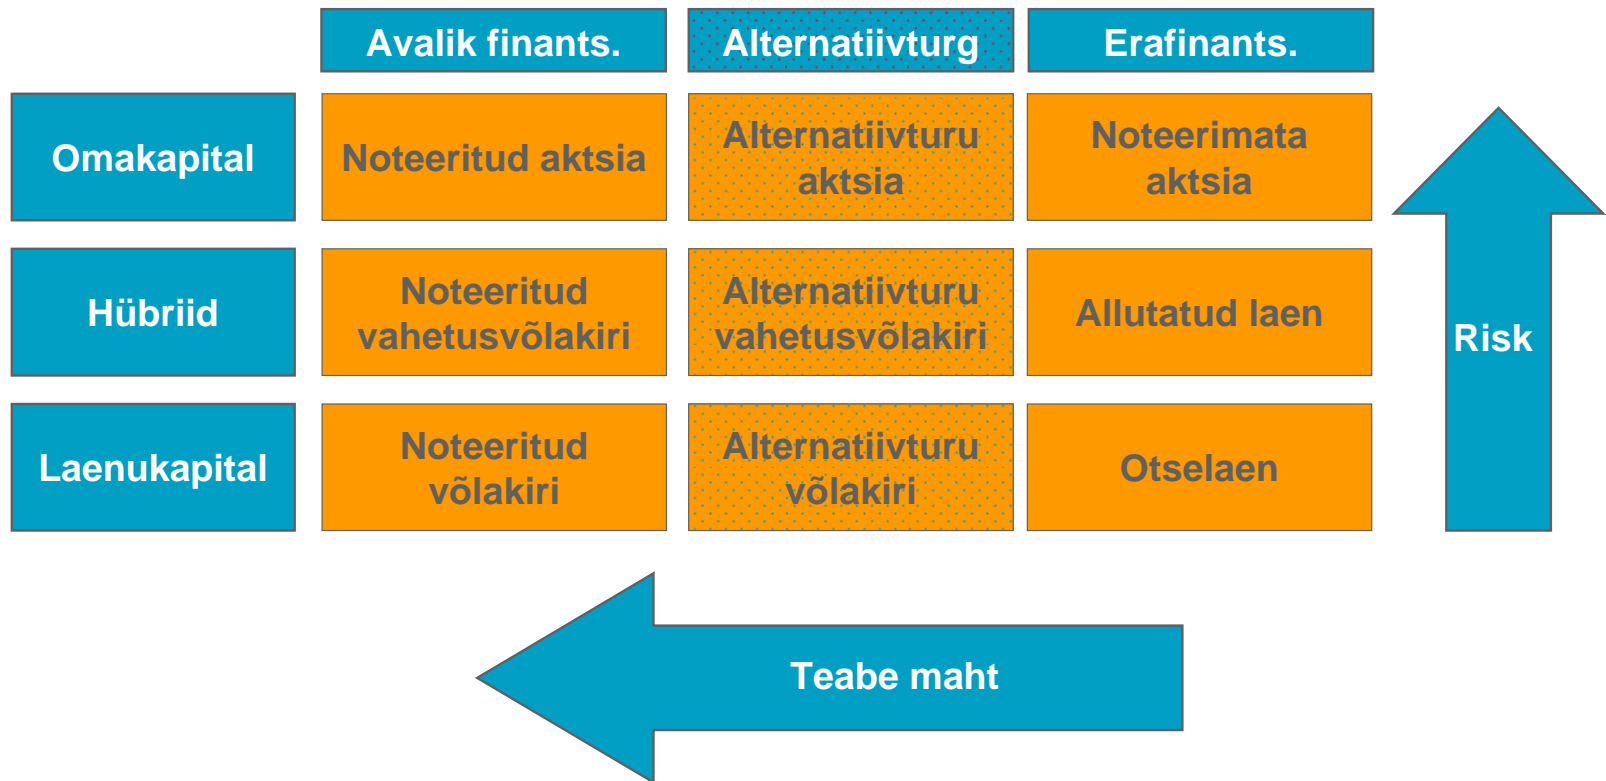 Avalik finants.
Alternatiivturg
Erafinants.
Omakapital
Noteeritud aktsia
Alternatiivturu
aktsia
Noteerimata
aktsia
Hübriid
Noteeritud
vahetusvõlakiri
Alternatiivturu
vahetusvõlakiri
Allutatud laen
Risk
Laenukapital
Noteeritud
võlakiri
Alternatiivturu
võlakiri
Otselaen
Teabe maht